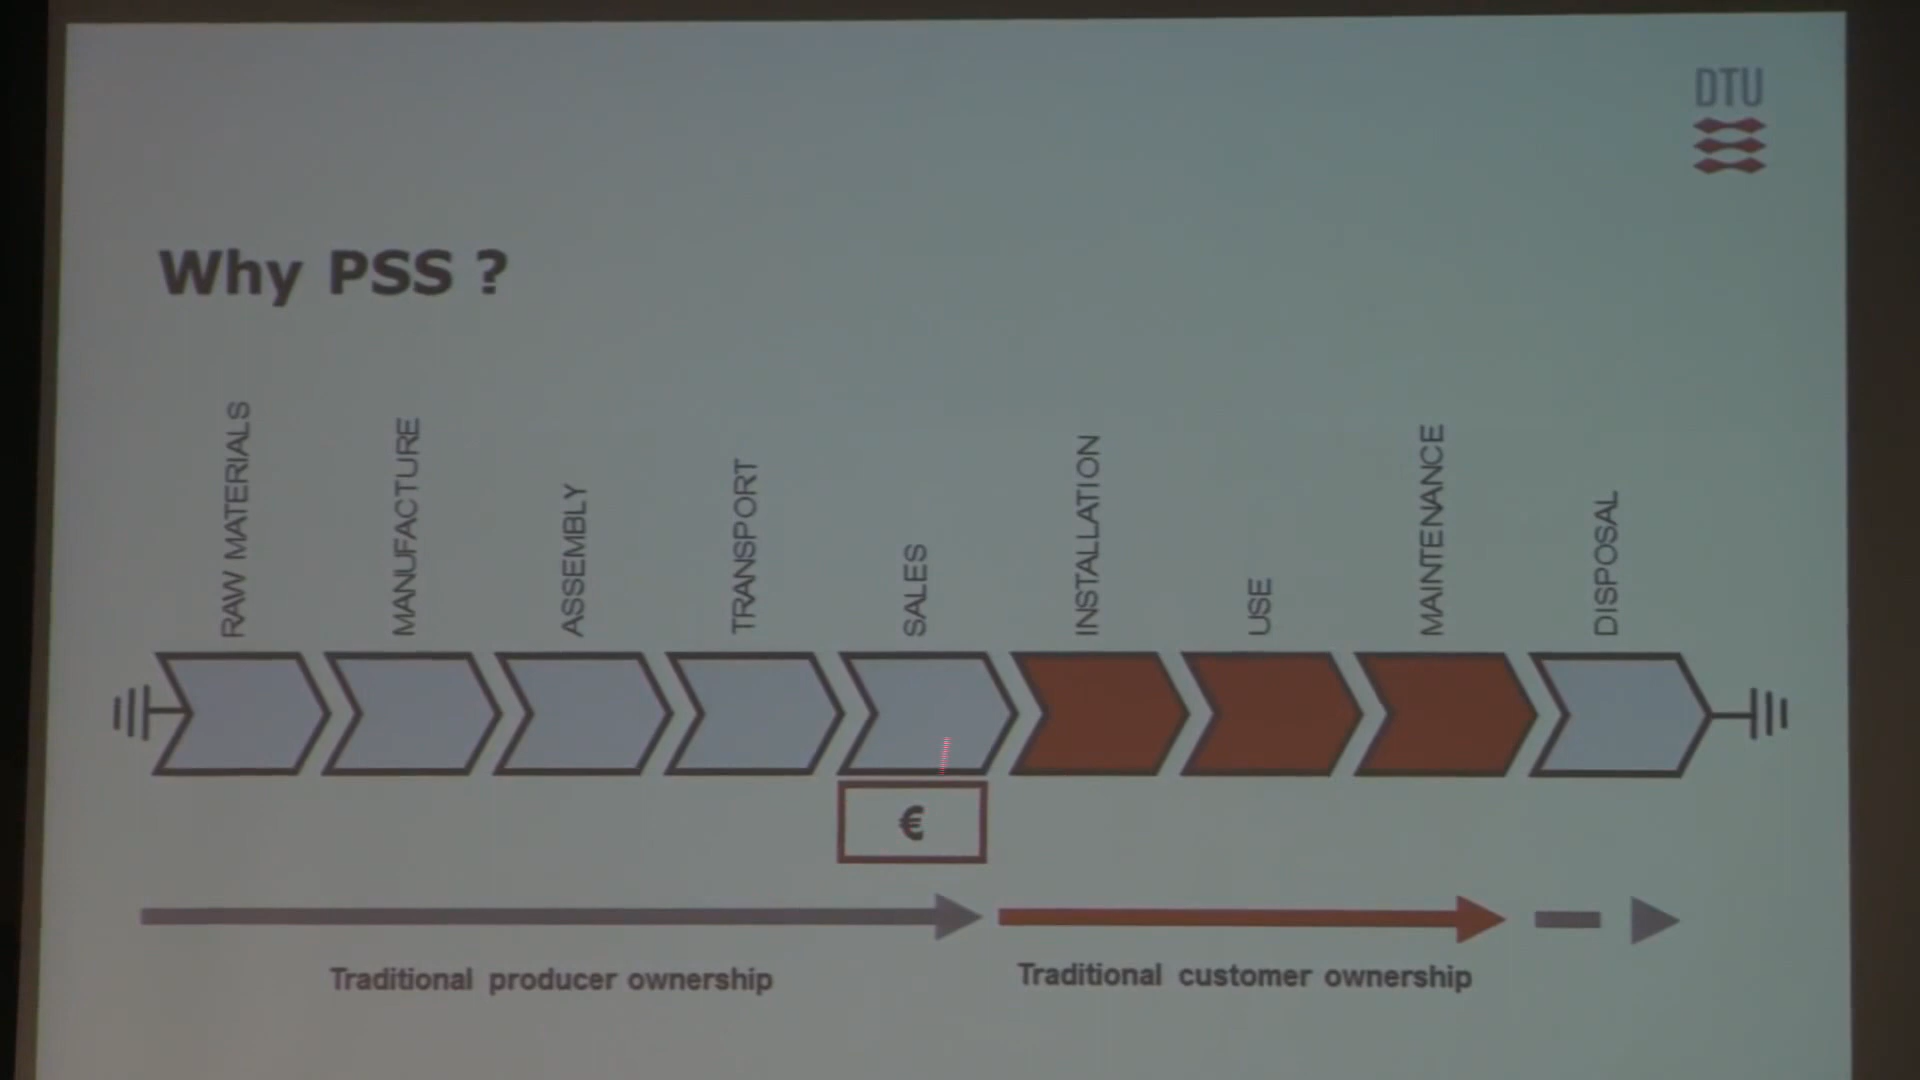 DTU
Why PSS ?
RAW MATERIALS
MANUFACTURE
ASSEMBLY
TRANSPORT
SALES
INSTALLATION
USE
MAINTENANCE
DISPOSAL
€
Traditional producer ownership
Traditional customer ownership